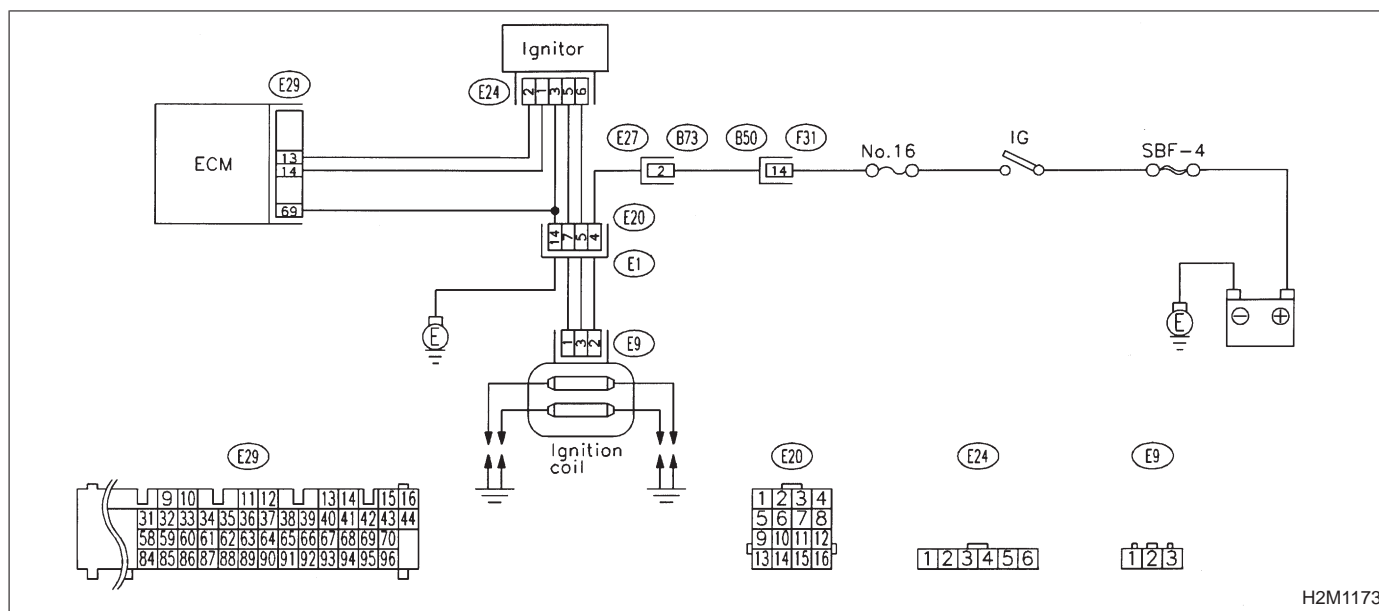 Ignitor
E29
E24
2 1 3 5 6
ECM
13
14
69
E27
B73
B50
F31
2
14
No.16
IG
SBF-4
E20
14 7 5 4
E1
E
E
⊖ ⊕
1 3 2
E9
Ignition
coil
E29
9 10 11 12 13 14 15 16
31 32 33 34 35 36 37 38 39 40 41 42 43 44
58 59 60 61 62 63 64 65 66 67 68 69 70
84 85 86 87 88 89 90 91 92 93 94 95 96
E20
1 2 3 4
5 6 7 8
9 10 11 12
13 14 15 16
E24
1 2 3 4 5 6
E9
1 2 3
H2M1173